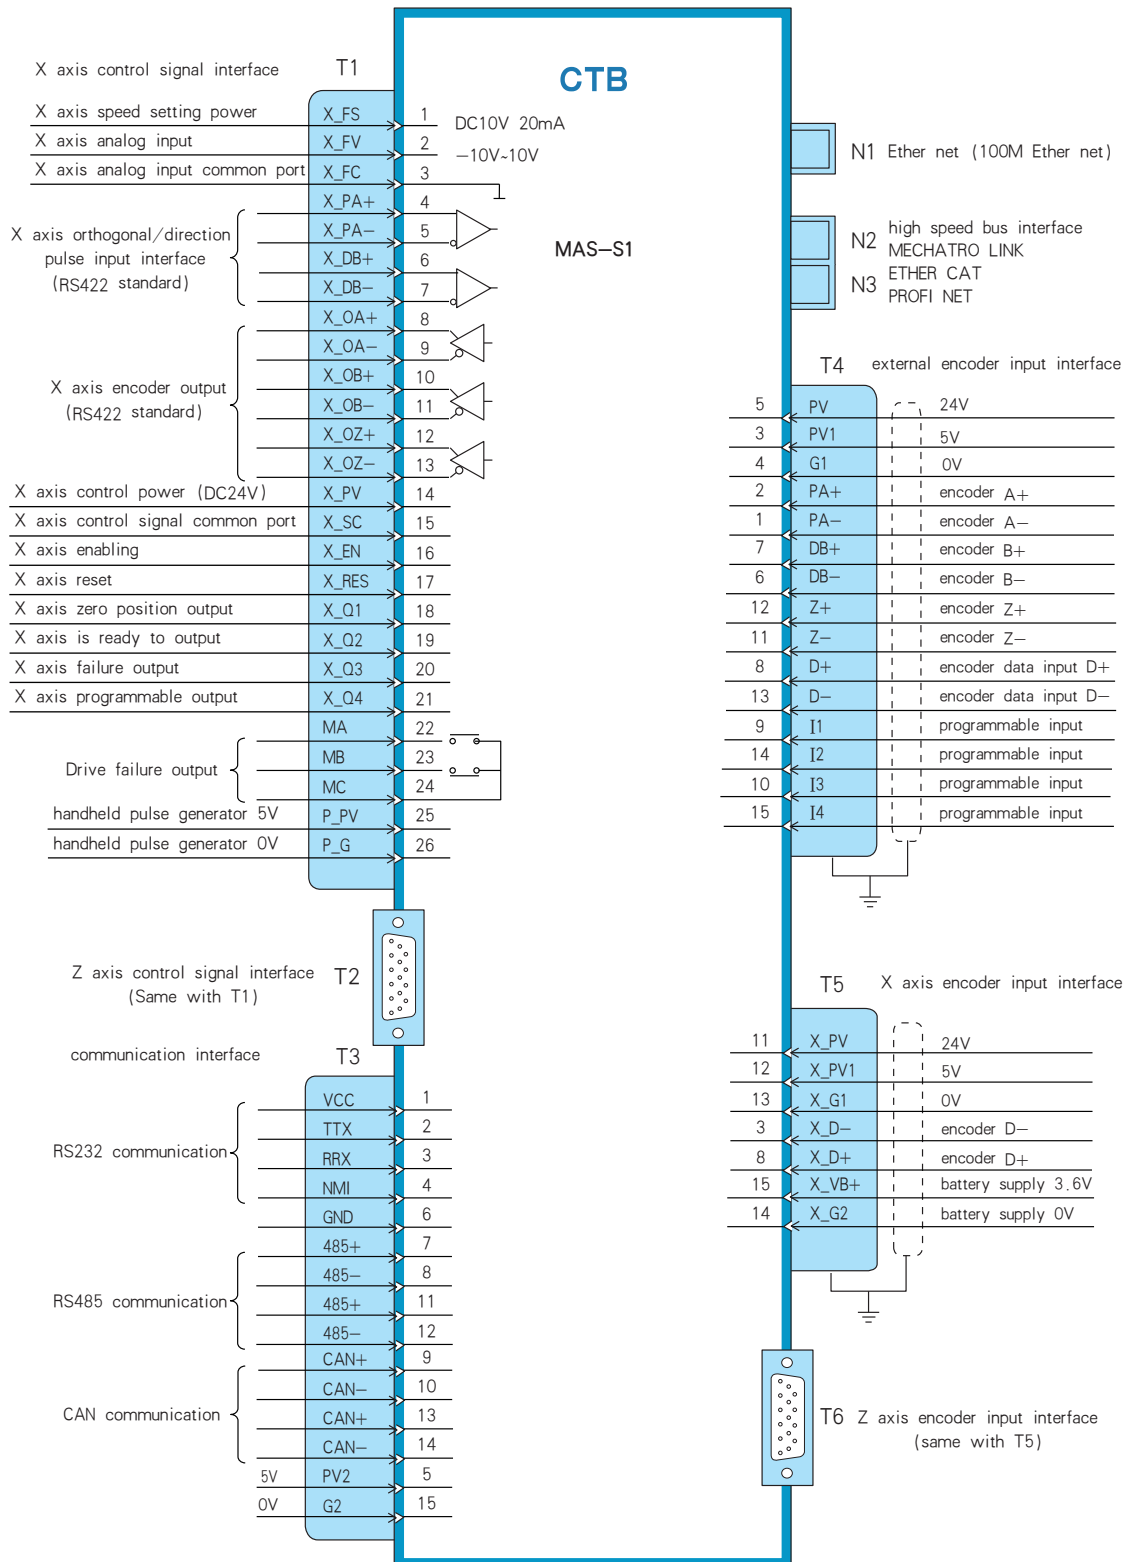 CTB
MAS-S1
X axis control signal interface T1
X axis speed setting power X_FS 1 DC10V 20mA
X axis analog input X_FV 2 -10V~10V
X axis analog input common port X_FC 3
X_PA+ 4
X_PA- 5
X_DB+ 6
X_DB- 7
X axis orthogonal/direction
pulse input interface
(RS422 standard)
X_OA+ 8
X_OA- 9
X_OB+ 10
X_OB- 11
X_OZ+ 12
X_OZ- 13
X axis encoder output
(RS422 standard)
X axis control power (DC24V) X_PV 14
X axis control signal common port X_SC 15
X axis enabling X_EN 16
X axis reset X_RES 17
X axis zero position output X_Q1 18
X axis is ready to output X_Q2 19
X axis failure output X_Q3 20
X axis programmable output X_Q4 21
MA 22
MB 23
MC 24
Drive failure output
handheld pulse generator 5V P_PV 25
handheld pulse generator 0V P_G 26
Z axis control signal interface T2
(Same with T1)
communication interface T3
VCC 1
TTX 2
RRX 3
NMI 4
RS232 communication
GND 6
485+ 7
485- 8
485+ 11
485- 12
RS485 communication
CAN+ 9
CAN- 10
CAN+ 13
CAN- 14
CAN communication
5V PV2 5
0V G2 15
N1 Ether net (100M Ether net)
N2 high speed bus interface
MECHATRO LINK
N3 ETHER CAT
PROFI NET
T4 external encoder input interface
5 PV 24V
3 PV1 5V
4 G1 0V
2 PA+ encoder A+
1 PA- encoder A-
7 DB+ encoder B+
6 DB- encoder B-
12 Z+ encoder Z+
11 Z- encoder Z-
8 D+ encoder data input D+
13 D- encoder data input D-
9 I1 programmable input
14 I2 programmable input
10 I3 programmable input
15 I4 programmable input
T5 X axis encoder input interface
11 X_PV 24V
12 X_PV1 5V
13 X_G1 0V
3 X_D- encoder D-
8 X_D+ encoder D+
15 X_VB+ battery supply 3.6V
14 X_G2 battery supply 0V
T6 Z axis encoder input interface
(same with T5)